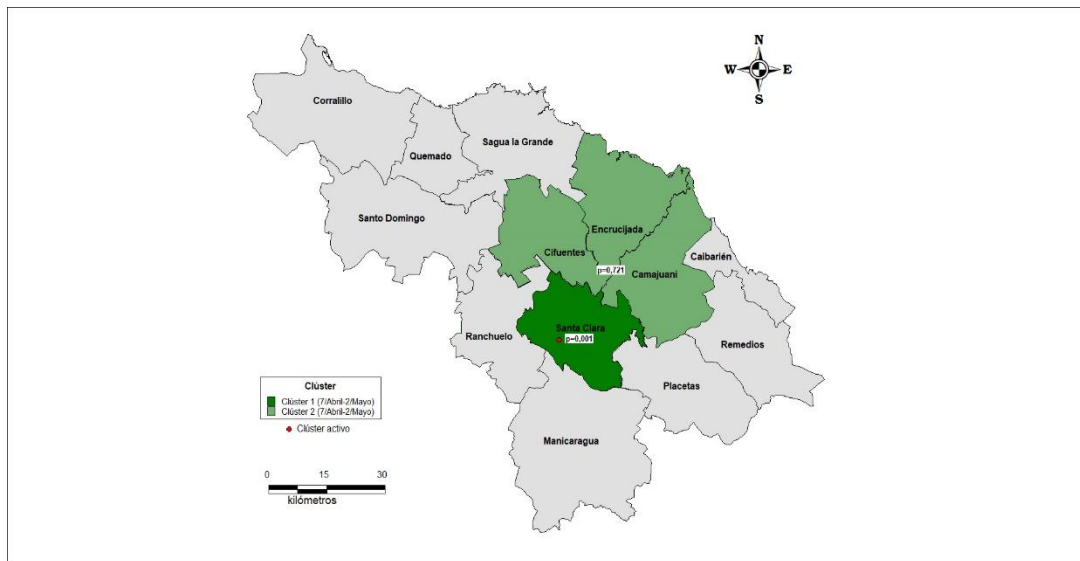 N
W E
S
Corralillo
Quemado
Sagua la Grande
Santo Domingo
Encrucijada
Cifuentes
Caibarién
p=0,721
Camajuaní
Santa Clara
Ranchuelo
p=0,001
Remedios
Placetas
Manicaragua
Clúster
Clúster 1 (7/Abril-2/Mayo)
Clúster 2 (7/Abril-2/Mayo)
Clúster activo
0 15 30
kilómetros